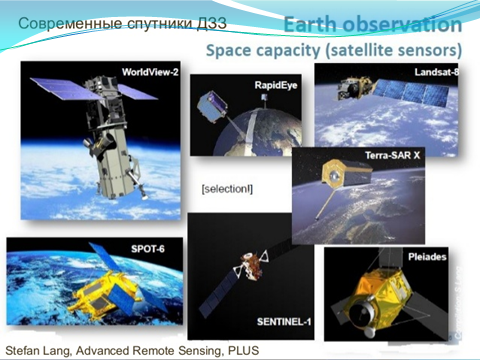 Современные спутники ДЗЗ
Earth observation
Space capacity (satellite sensors)
WorldView-2
RapidEye
Landsat-8
Terra-SAR X
[selection!]
SPOT-6
SENTINEL-1
Pleiades
Stefan Lang, Advanced Remote Sensing, PLUS